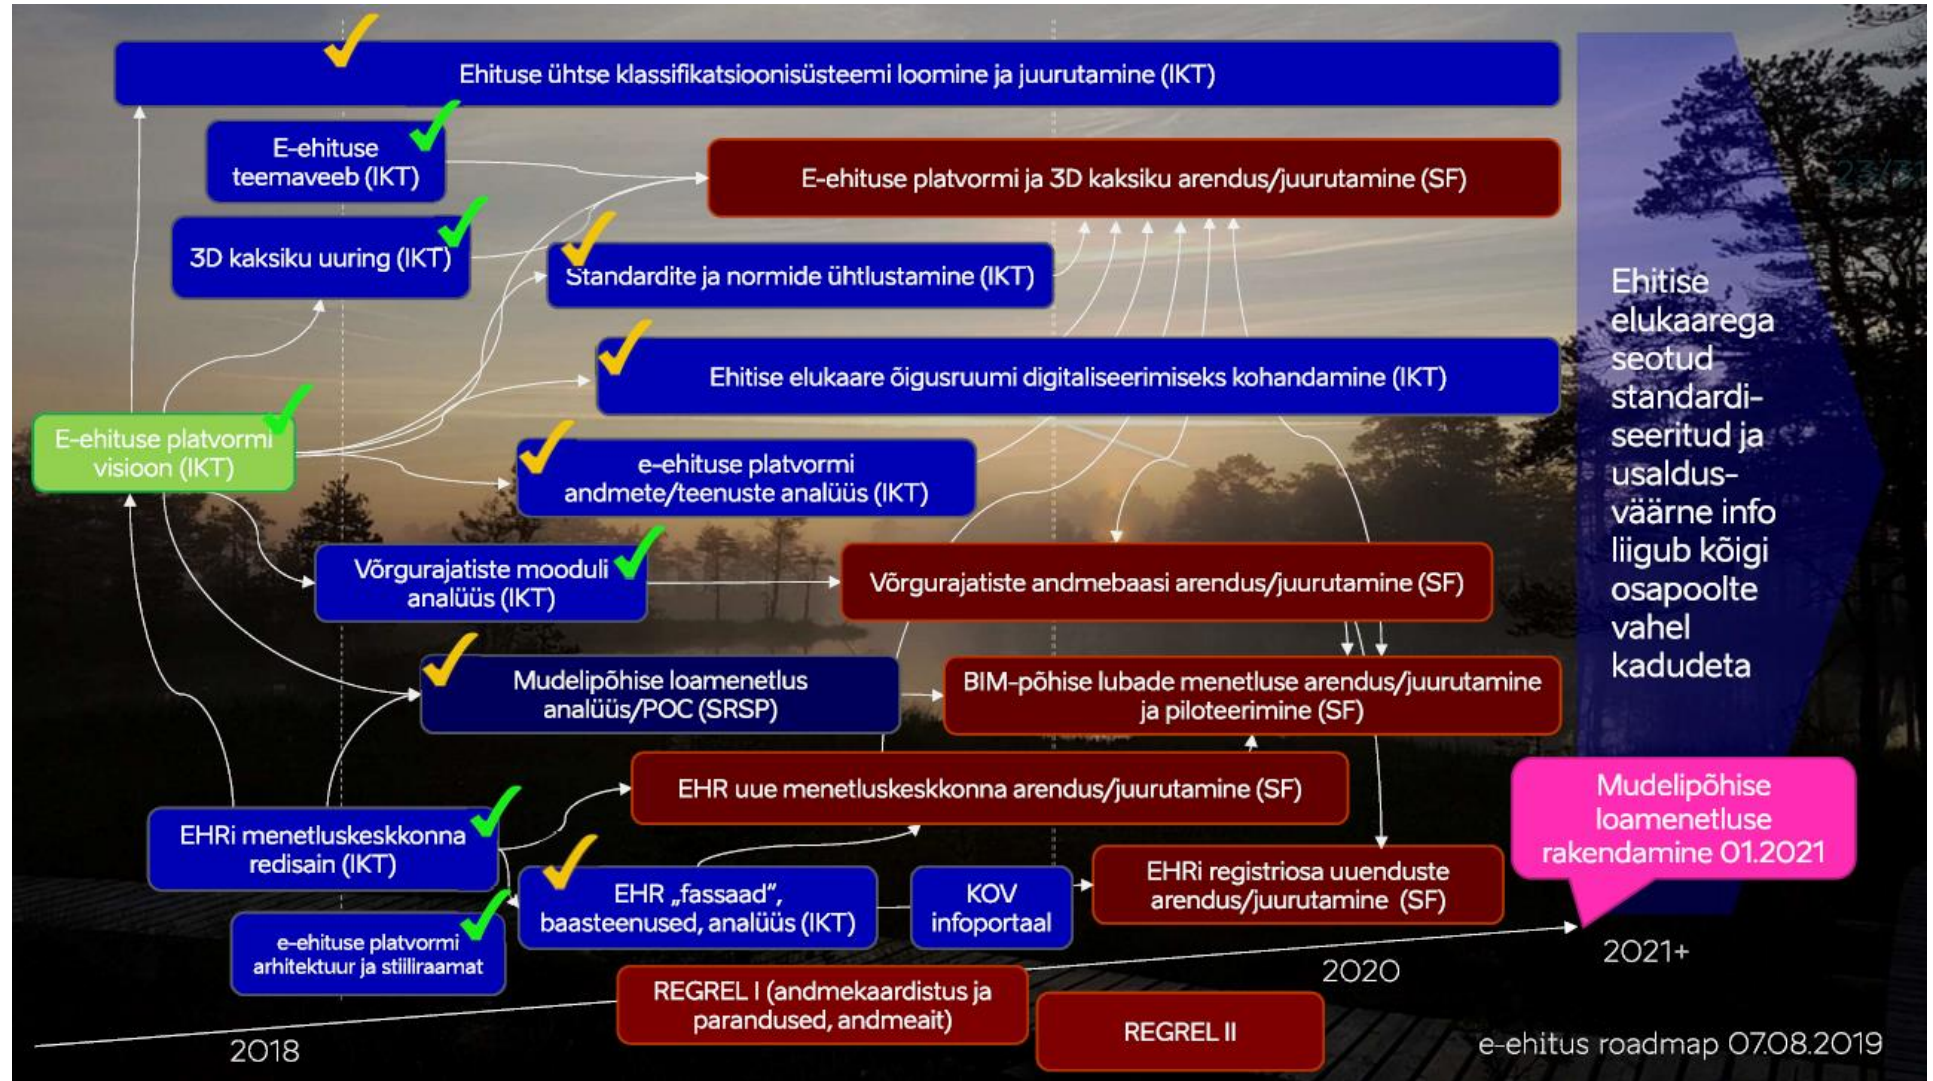 Ehituse ühtse klassifikatsioonisüsteemi loomine ja juurutamine (IKT)
E-ehituse
teemaveeb (IKT)
E-ehituse platvormi ja 3D kaksiku arendus/juurutamine (SF)
23/31
3D kaksiku uuring (IKT)
Standardite ja normide ühtlustamine (IKT)
Ehitise elukaare õigusruumi digitaliseerimiseks kohandamine (IKT)
Ehitise
elukaarega
seotud
standardi-
seeritud ja
usaldus-
väärne info
liigub kõigi
osapoolte
vahel
kadudeta
E-ehituse platvormi
visioon (IKT)
e-ehituse platvormi
andmete/teenuste analüüs (IKT)
Võrgurajatiste mooduli
analüüs (IKT)
Võrgurajatiste andmebaasi arendus/juurutamine (SF)
Mudelipõhise loamenetlus
analüüs/POC (SRSP)
BIM-põhise lubade menetluse arendus/juurutamine
ja piloteerimine (SF)
EHR uue menetluskeskkonna arendus/juurutamine (SF)
Mudelipõhise
loamenetluse
rakendamine 01.2021
EHRi menetluskeskkonna
redisain (IKT)
EHR „fassaad“,
baasteenused, analüüs (IKT)
KOV
infoportaal
EHRi registriosa uuenduste
arendus/juurutamine (SF)
e-ehituse platvormi
arhitektuur ja stiiliraamat
REGREL I (andmekaardistus ja
parandused, andmeait)
REGREL II
2018
2020
2021+
e-ehitus roadmap 07.08.2019